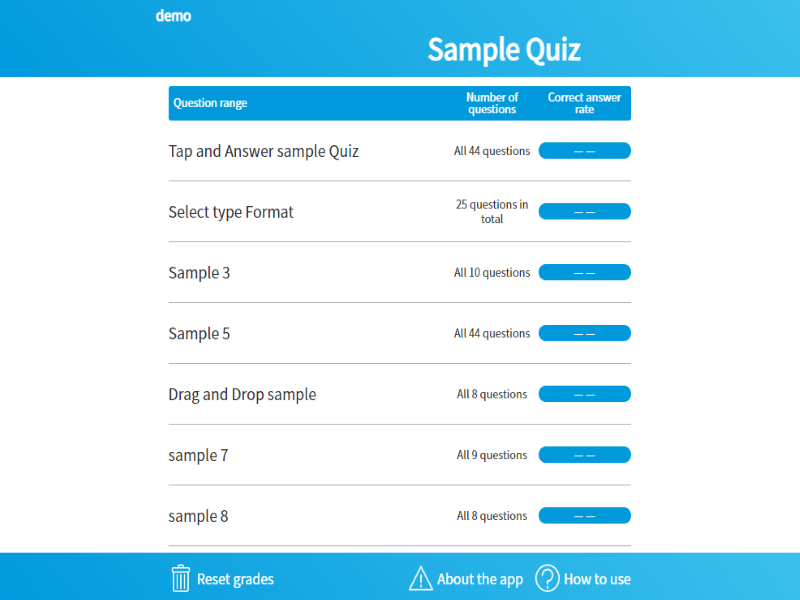 demo
Sample Quiz
Question range
Number of
questions
Correct answer
rate
Tap and Answer sample Quiz
All 44 questions
— —
Select type Format
25 questions in
total
— —
Sample 3
All 10 questions
— —
Sample 5
All 44 questions
— —
Drag and Drop sample
All 8 questions
— —
sample 7
All 9 questions
— —
sample 8
All 8 questions
— —
Reset grades
About the app
How to use